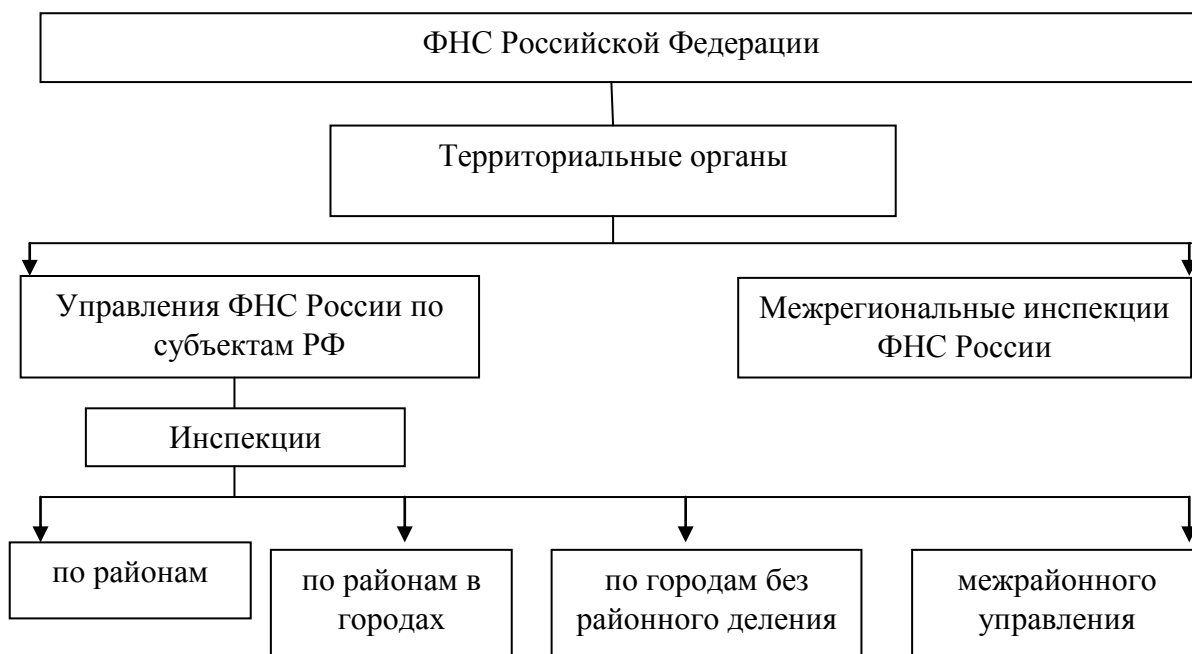 ФНС Российской Федерации
Территориальные органы
Управления ФНС России по
субъектам РФ
Межрегиональные инспекции
ФНС России
Инспекции
по районам
по районам в
городах
по городам без
районного деления
межрайонного
управления